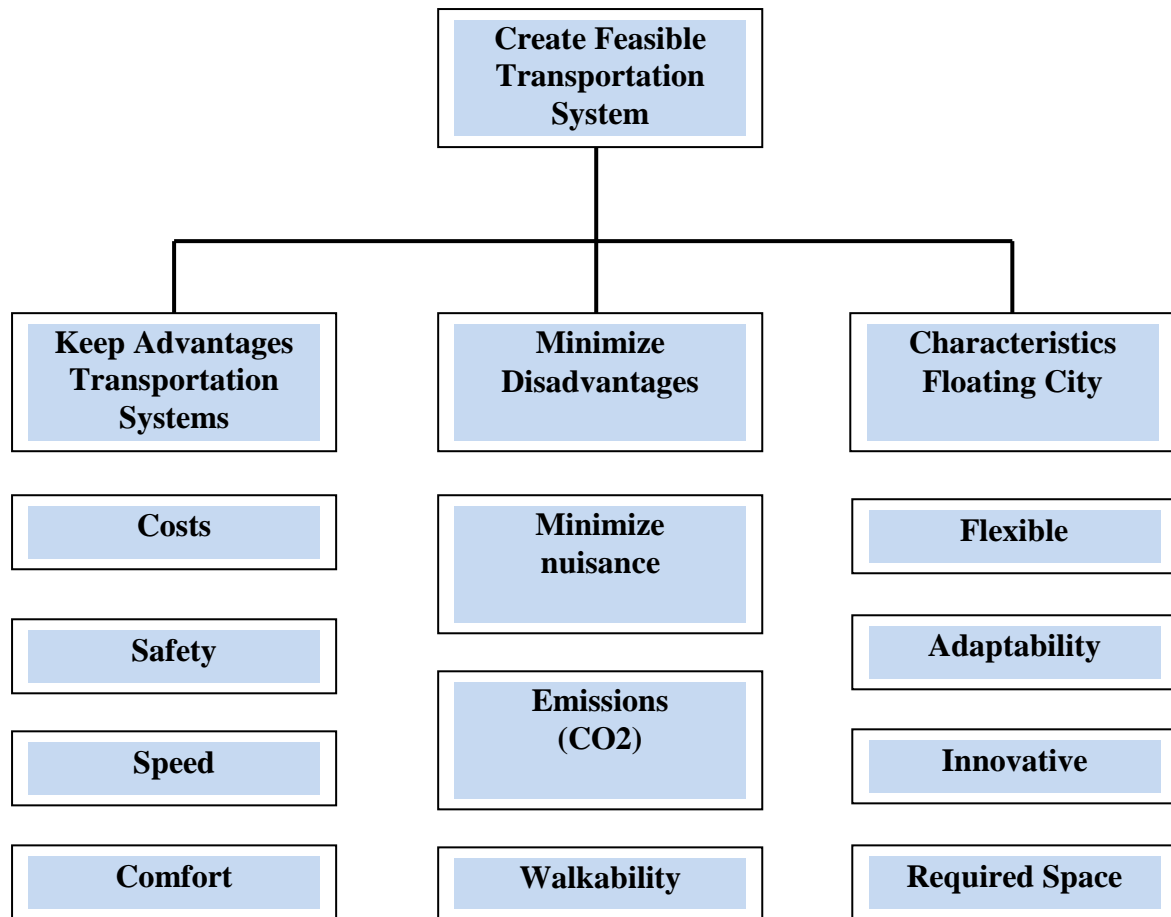 Create Feasible
Transportation
System
Keep Advantages
Transportation
Systems
Minimize
Disadvantages
Characteristics
Floating City
Costs
Safety
Speed
Comfort
Minimize
nuisance
Emissions
(CO2)
Walkability
Flexible
Adaptability
Innovative
Required Space